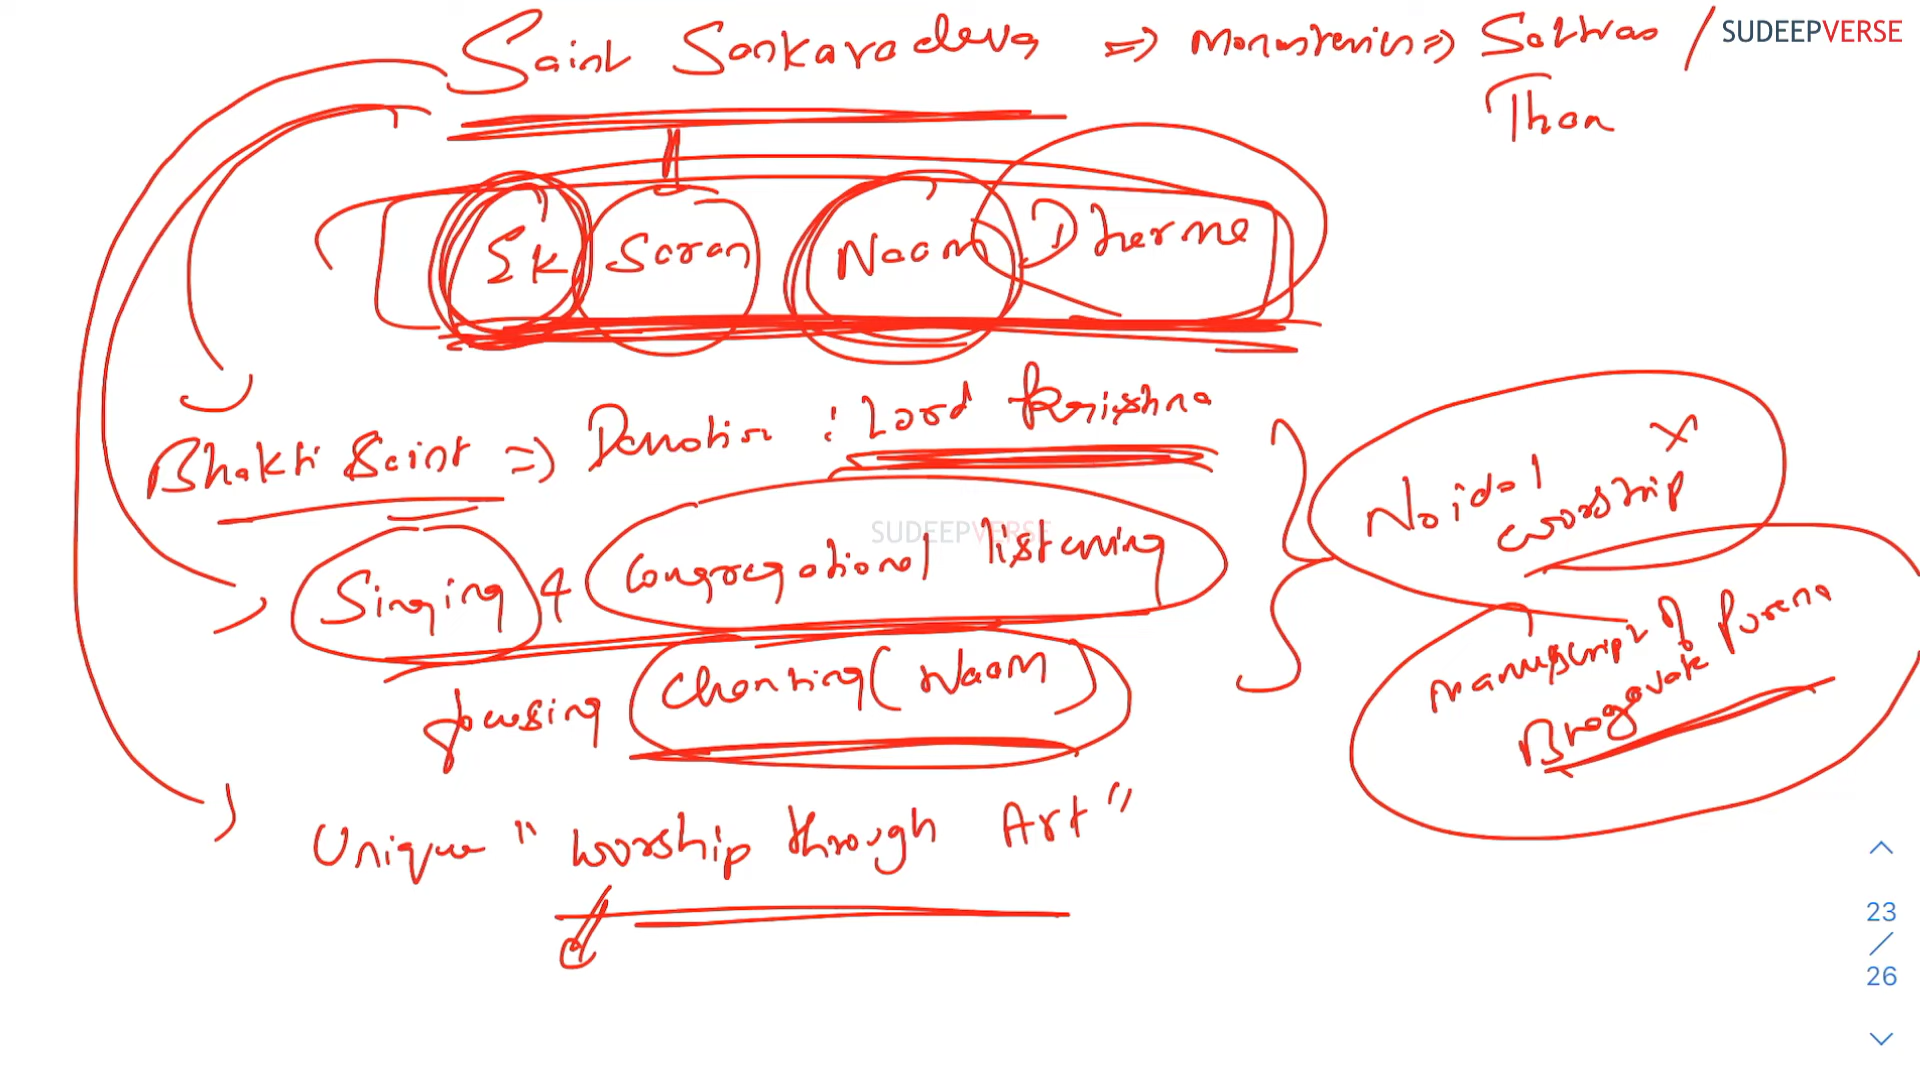 Saint Sankaradeva => Monasteries => Sattras / SUDEEPVERSE
Than
Ek Saran Naam Dharma
Bhakti Saint => Devotion : Lord Krishna
No idol worship X
SUDEEPVERSE
Singing & congregational listening
manuscript of Bhagavata Purana
focusing chanting (Naam)
Unique "worship through Art"
23
/
26